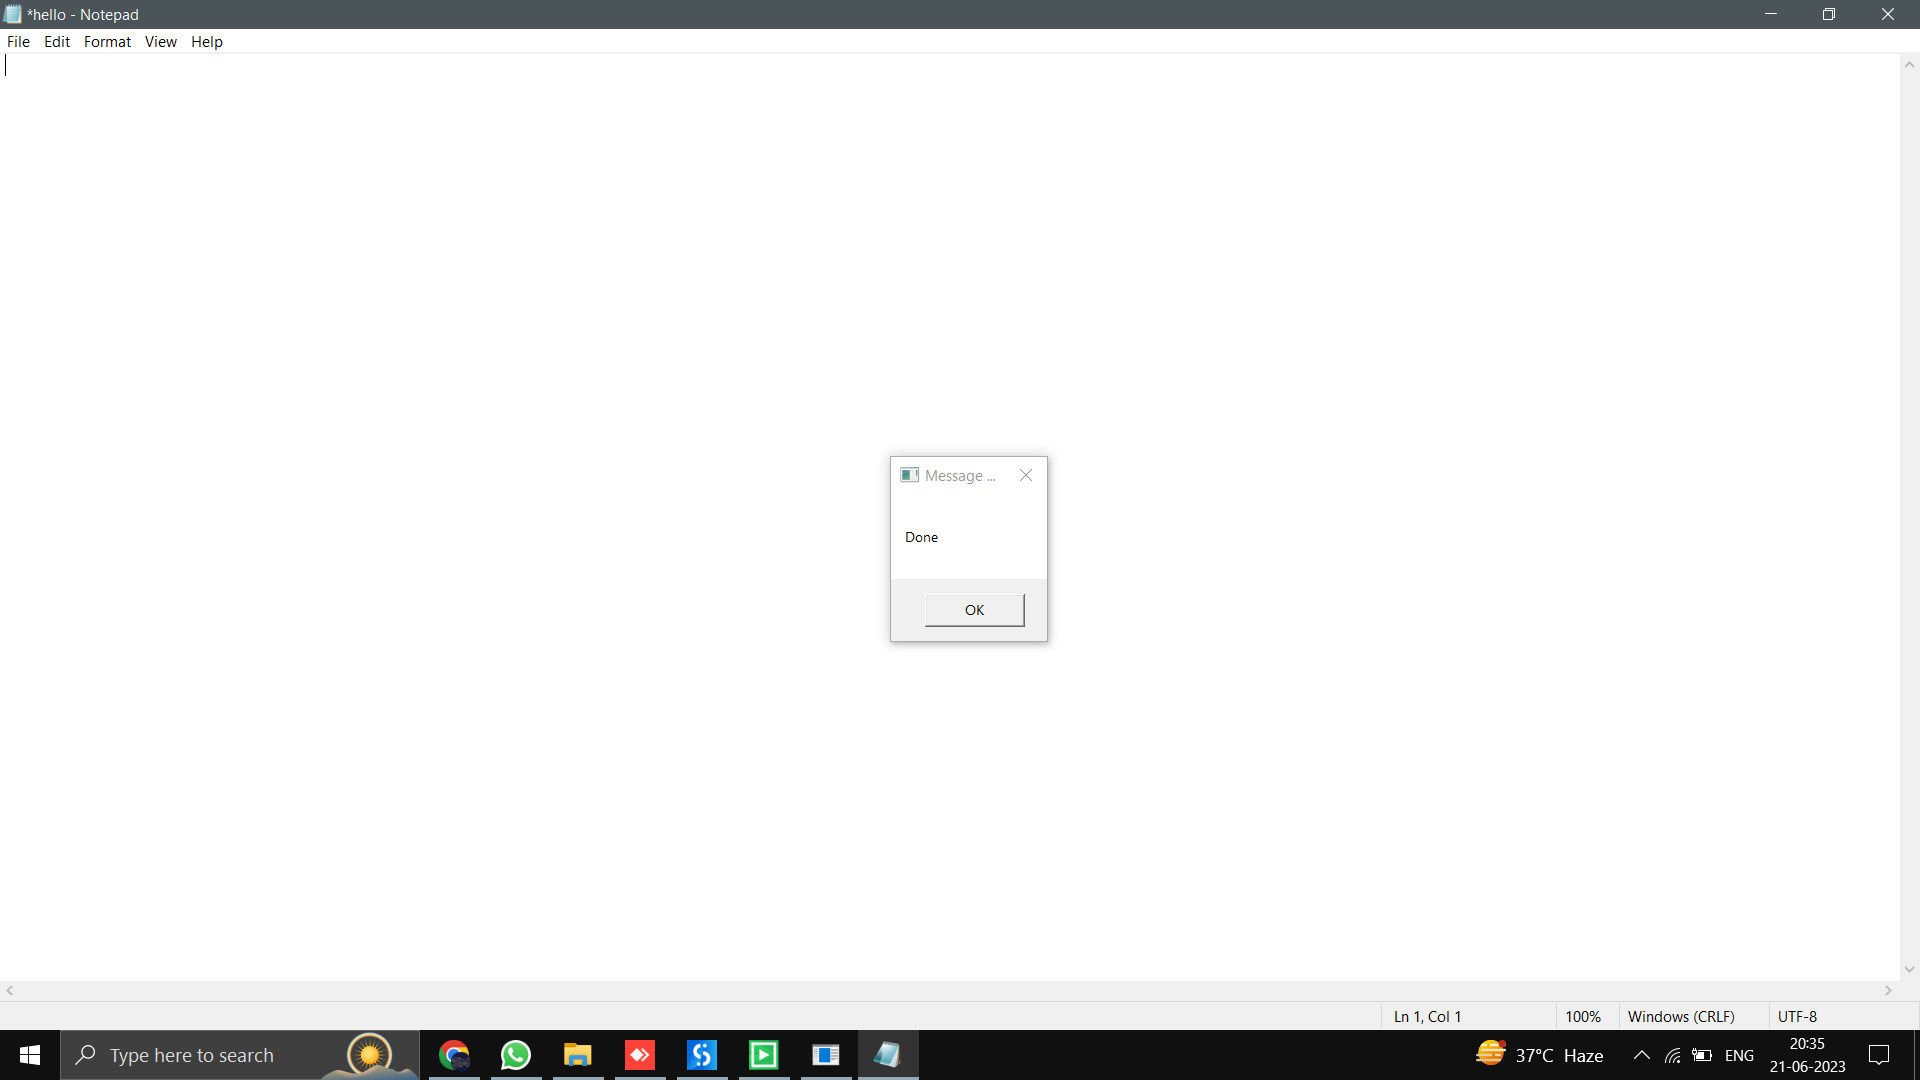 *hello - Notepad
File Edit Format View Help
Message ...
Done
OK
Ln 1, Col 1 100% Windows (CRLF) UTF-8
Type here to search
37°C Haze
ENG
20:35
21-06-2023